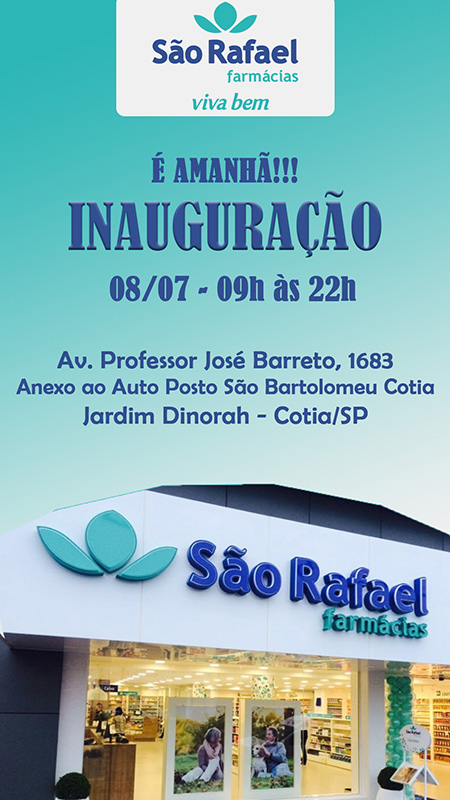 São Rafael
farmácias
viva bem
É AMANHÃ!!!
INAUGURAÇÃO
08/07 - 09h às 22h
Av. Professor José Barreto, 1683
Anexo ao Auto Posto São Bartolomeu Cotia
Jardim Dinorah - Cotia/SP
São Rafael
farmácias
Caixa